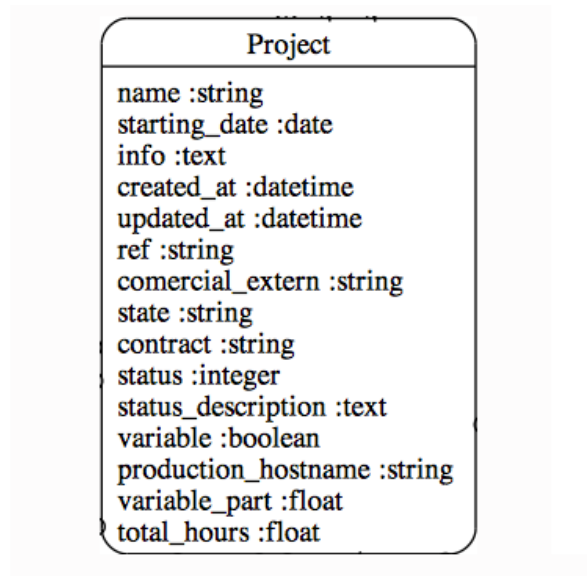 Project
name :string
starting_date :date
info :text
created_at :datetime
updated_at :datetime
ref :string
comercial_extern :string
state :string
contract :string
status :integer
status_description :text
variable :boolean
production_hostname :string
variable_part :float
total_hours :float